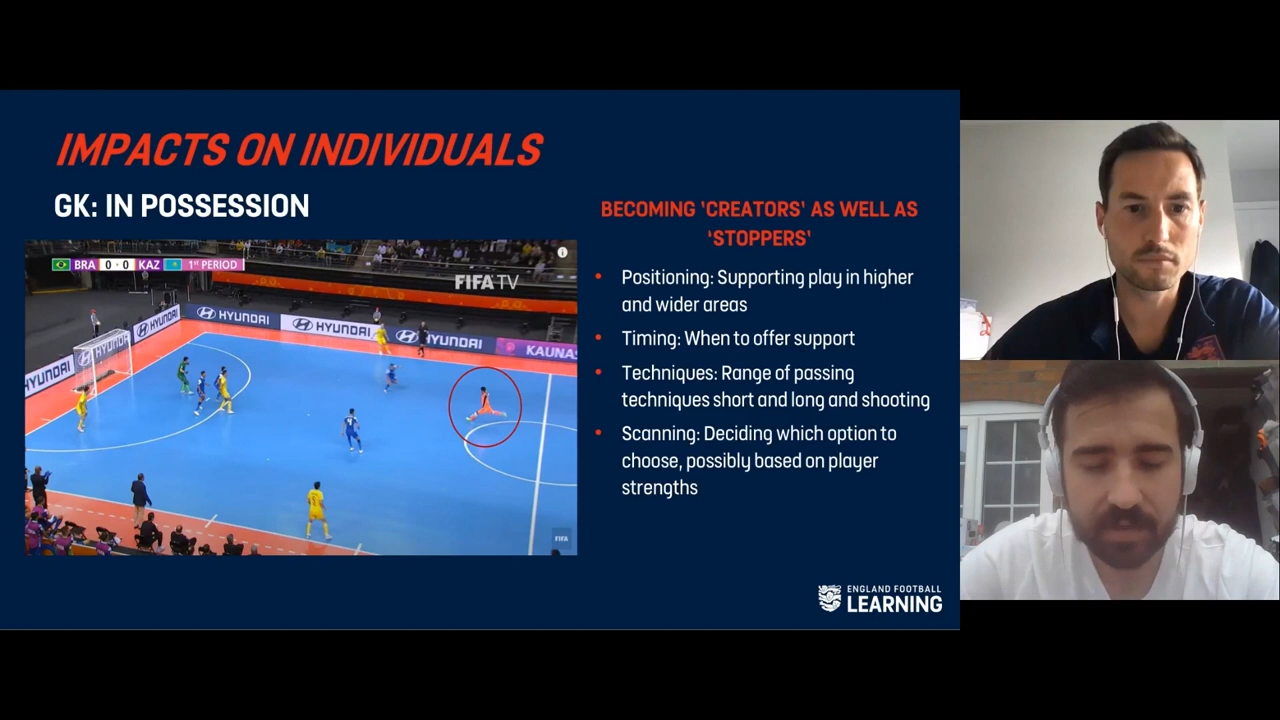 IMPACTS ON INDIVIDUALS
GK: IN POSSESSION
BRA 0 - 0 KAZ 1st PERIOD
FIFA TV
HYUNDAI
HYUNDAI
HYUNDAI
HYUNDAI
HYUNDAI
KAUNAS
FIFA
BECOMING ‘CREATORS‘ AS WELL AS
‘STOPPERS‘
• Positioning: Supporting play in higher
and wider areas
• Timing: When to offer support
• Techniques: Range of passing
techniques short and long and shooting
• Scanning: Deciding which option to
choose, possibly based on player
strengths
ENGLAND FOOTBALL
LEARNING